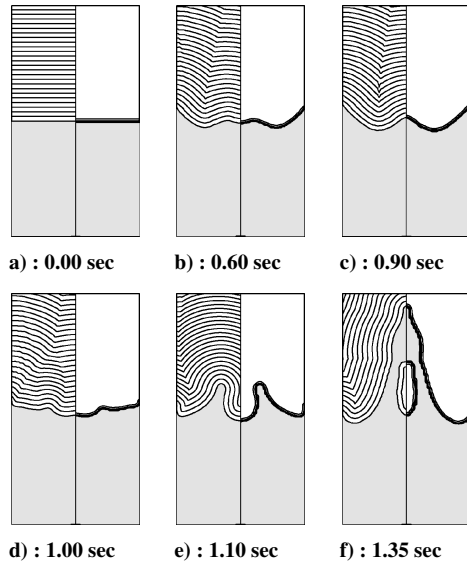 a) : 0.00 sec
b) : 0.60 sec
c) : 0.90 sec
d) : 1.00 sec
e) : 1.10 sec
f) : 1.35 sec